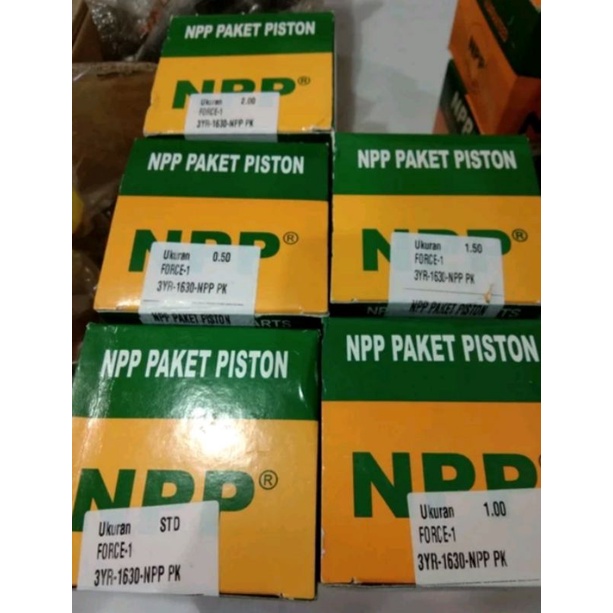 NPP PAKET PISTON
NPP®
Ukuran 2.00
FORCE-1
3YR-1630-NPP PK
NPP PAKET PISTON
NPP®
Ukuran 0.50
FORCE-1
3YR-1630-NPP PK
NPP PAKET PISTON
NPP PAKET PISTON
NPP®
Ukuran 1.50
FORCE-1
3YR-1630-NPP PK
NPP PAKET PISTON
NPP PAKET PISTON
NPP®
Ukuran STD
FORCE-1
3YR-1630-NPP PK
NPP PAKET PISTON
NPP
Ukuran 1.00
FORCE-1
3YR-1630-NPP PK